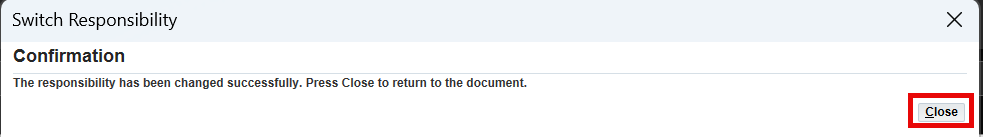 Switch Responsibility
Confirmation
The responsibility has been changed successfully. Press Close to return to the document.
Close